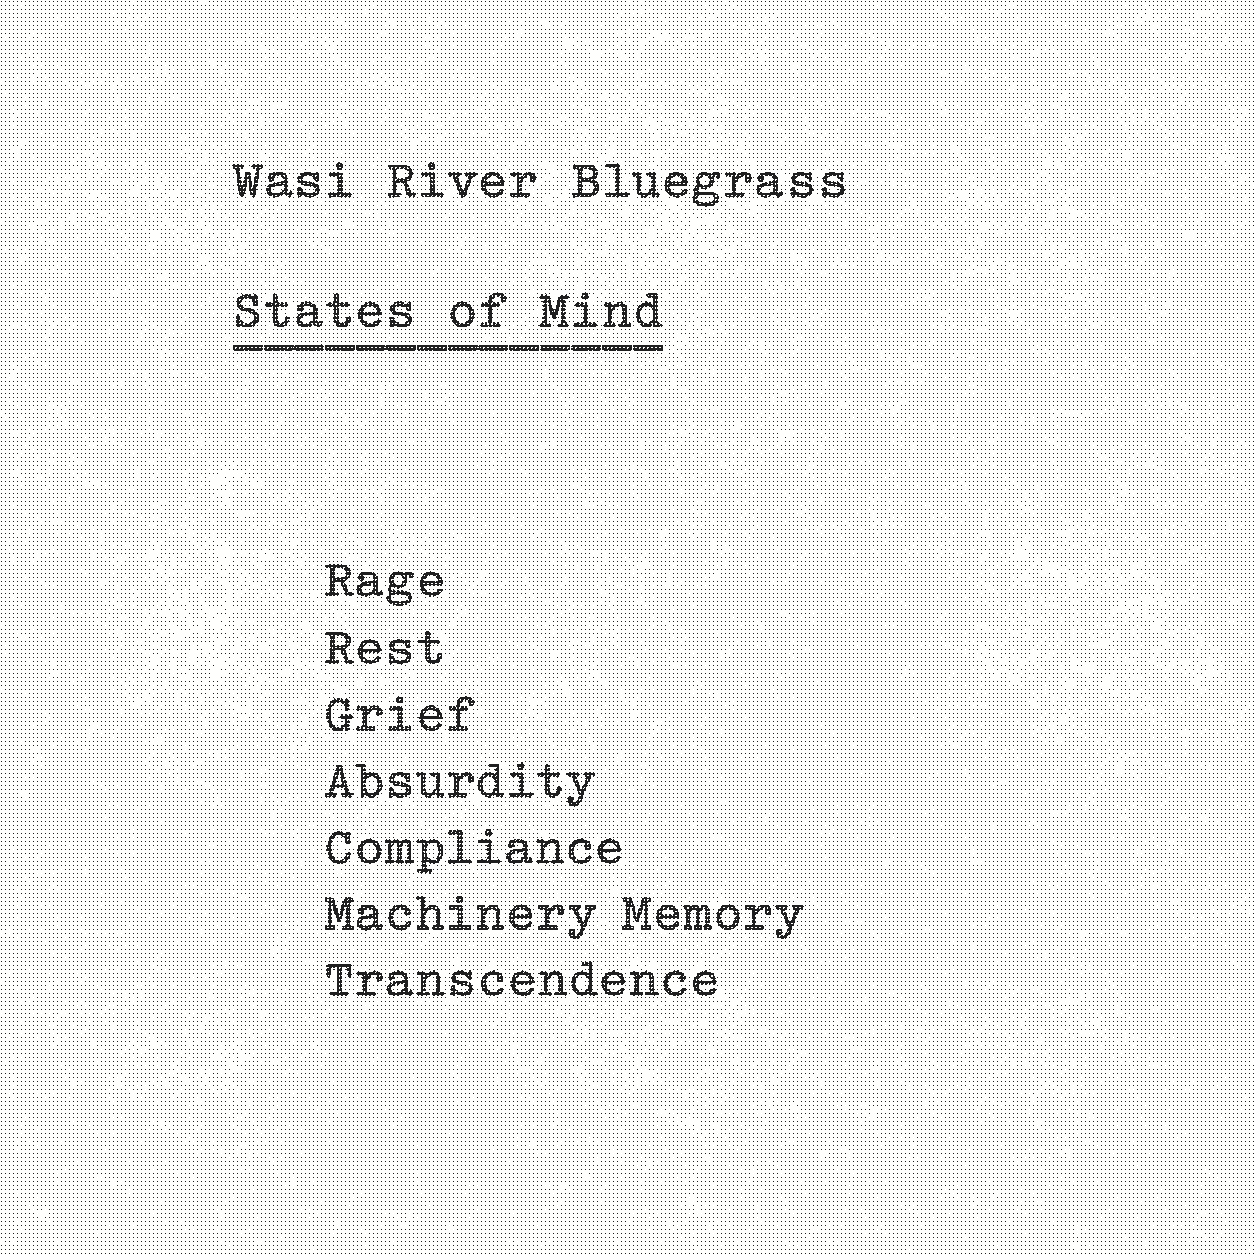 Wasi River Bluegrass
States of Mind
Rage
Rest
Grief
Absurdity
Compliance
Machinery Memory
Transcendence